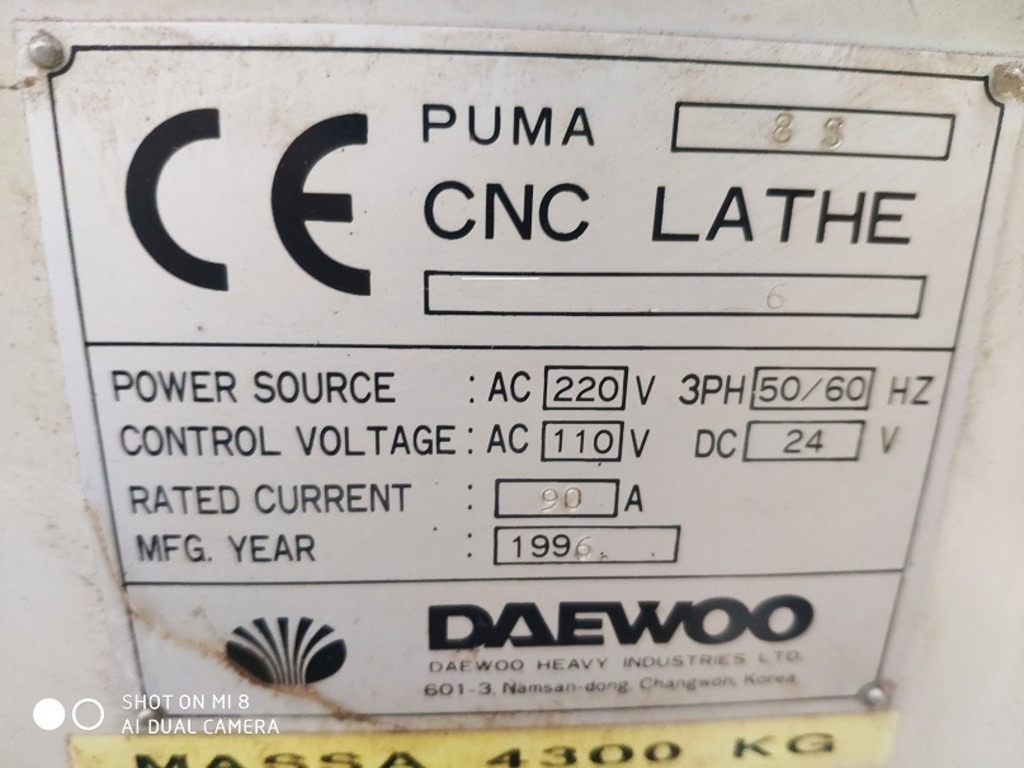 CE
PUMA
CNC LATHE
6
POWER SOURCE : AC 220 V 3PH 50/60 HZ
CONTROL VOLTAGE : AC 110 V DC 24 V
RATED CURRENT : 90 A
MFG. YEAR : 1996.
DAEWOO
DAEWOO HEAVY INDUSTRIES LTD.
601-3, Namsan-dong, Changwon, Korea
MASSA 4300 KG
SHOT ON MI 8
AI DUAL CAMERA